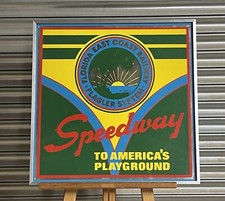 FLORIDA EAST COAST RAILWAY
FLAGLER SYSTEM
Speedway
TO AMERICA'S
PLAYGROUND